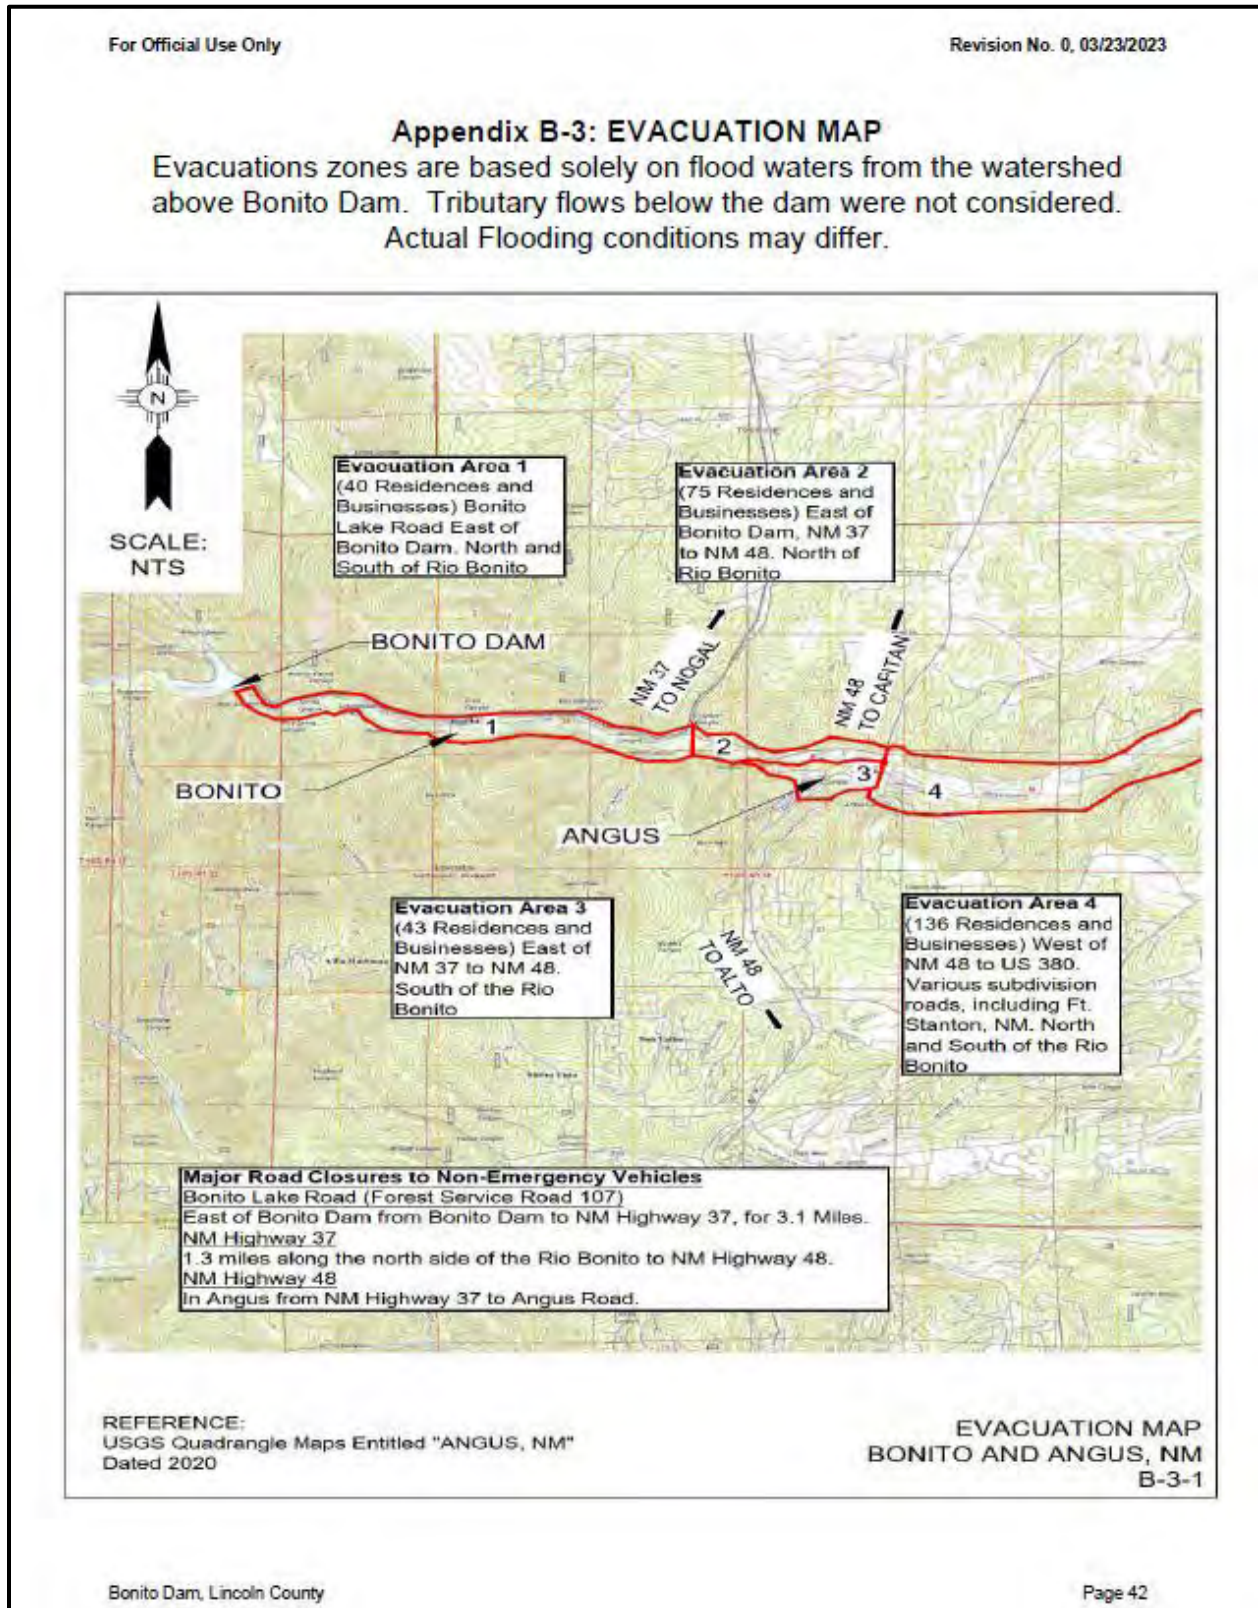 For Official Use Only
Revision No. 0, 03/23/2023
Appendix B-3: EVACUATION MAP
Evacuations zones are based solely on flood waters from the watershed
above Bonito Dam. Tributary flows below the dam were not considered.
Actual Flooding conditions may differ.
N
SCALE:
NTS
Evacuation Area 1
(40 Residences and
Businesses) Bonito
Lake Road East of
Bonito Dam. North and
South of Rio Bonito
Evacuation Area 2
(75 Residences and
Businesses) East of
Bonito Dam, NM 37
to NM 48. North of
Rio Bonito
BONITO DAM
NM 37
TO NOGAL
NM 48
TO CAPITAN
1
2
3
4
BONITO
ANGUS
Evacuation Area 3
(43 Residences and
Businesses) East of
NM 37 to NM 48.
South of the Rio
Bonito
NM 48
TO ALTO
Evacuation Area 4
(136 Residences and
Businesses) West of
NM 48 to US 380.
Various subdivision
roads, including Ft.
Stanton, NM. North
and South of the Rio
Bonito
Major Road Closures to Non-Emergency Vehicles
Bonito Lake Road (Forest Service Road 107)
East of Bonito Dam from Bonito Dam to NM Highway 37, for 3.1 Miles.
NM Highway 37
1.3 miles along the north side of the Rio Bonito to NM Highway 48.
NM Highway 48
In Angus from NM Highway 37 to Angus Road.
REFERENCE:
USGS Quadrangle Maps Entitled "ANGUS, NM"
Dated 2020
EVACUATION MAP
BONITO AND ANGUS, NM
B-3-1
Bonito Dam, Lincoln County
Page 42